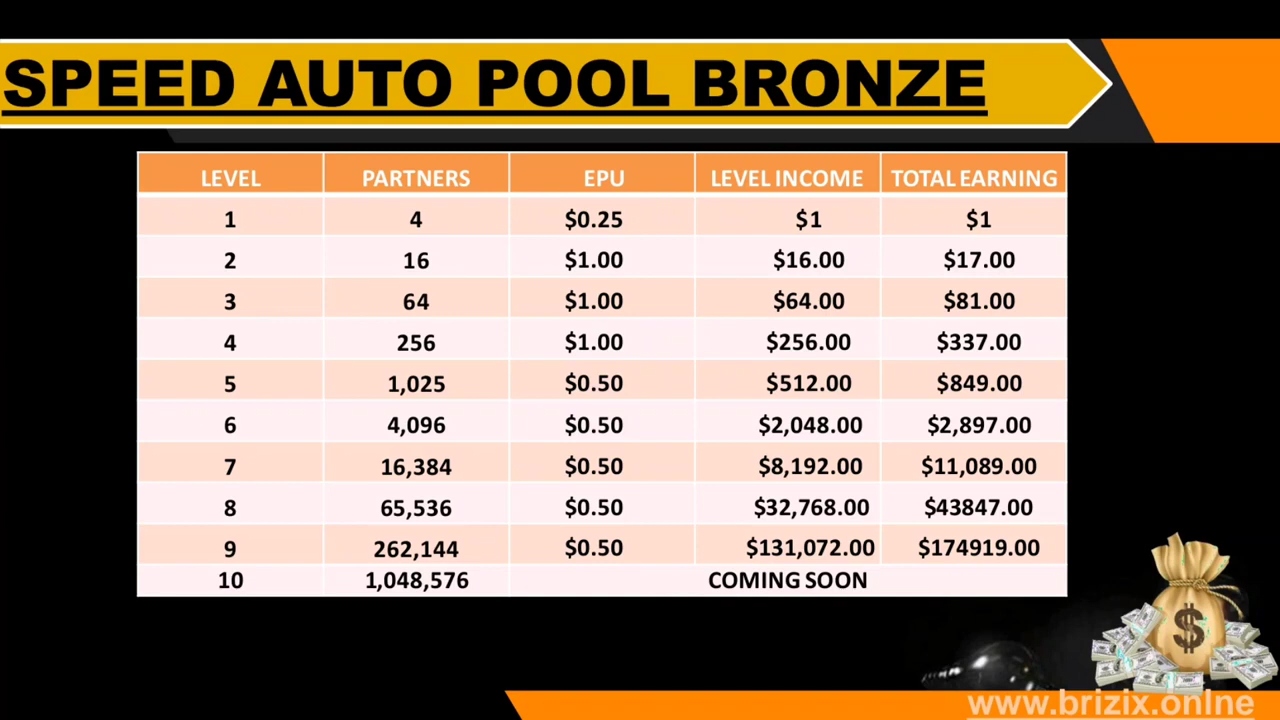 SPEED AUTO POOL BRONZE
LEVEL PARTNERS EPU LEVEL INCOME TOTAL EARNING
1 4 $0.25 $1 $1
2 16 $1.00 $16.00 $17.00
3 64 $1.00 $64.00 $81.00
4 256 $1.00 $256.00 $337.00
5 1,025 $0.50 $512.00 $849.00
6 4,096 $0.50 $2,048.00 $2,897.00
7 16,384 $0.50 $8,192.00 $11,089.00
8 65,536 $0.50 $32,768.00 $43847.00
9 262,144 $0.50 $131,072.00 $174919.00
10 1,048,576 COMING SOON
$
www.brizix.onlne